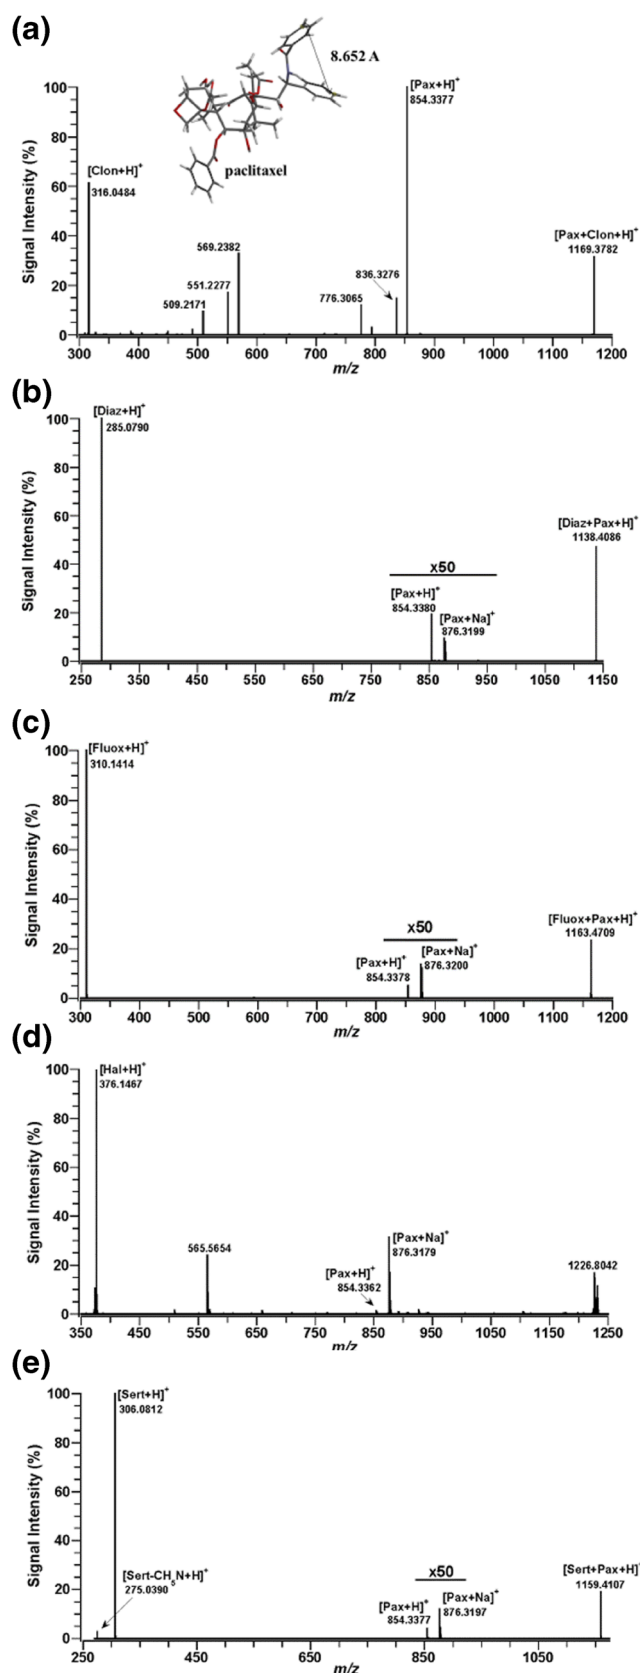 (a)
8.652 A
paclitaxel
[Pax+H]+
854.3377
[Clon+H]+
316.0484
[Pax+Clon+H]+
1169.3782
569.2382
551.2277
509.2171
836.3276
776.3065
Signal Intensity (%)
100
80
60
40
20
0
300 400 500 600 700 800 900 1000 1100 1200
m/z
(b)
[Diaz+H]+
285.0790
[Diaz+Pax+H]+
1138.4086
x50
[Pax+H]+
854.3380
[Pax+Na]+
876.3199
Signal Intensity (%)
100
80
60
40
20
0
250 350 450 550 650 750 850 950 1050 1150
m/z
(c)
[Fluox+H]+
310.1414
[Fluox+Pax+H]+
1163.4709
x50
[Pax+Na]+
876.3200
[Pax+H]+
854.3378
Signal Intensity (%)
100
80
60
40
20
0
300 400 500 600 700 800 900 1000 1100 1200
m/z
(d)
[Hal+H]+
376.1467
565.5654
[Pax+Na]+
876.3179
[Pax+H]+
854.3362
1226.8042
Signal Intensity (%)
100
80
60
40
20
0
350 450 550 650 750 850 950 1050 1150 1250
m/z
(e)
[Sert+H]+
306.0812
[Sert-CH5N+H]+
275.0390
x50
[Pax+H]+
854.3377
[Pax+Na]+
876.3197
[Sert+Pax+H]
1159.4107
Signal Intensity (%)
100
80
60
40
20
0
250 450 650 850 1050
m/z